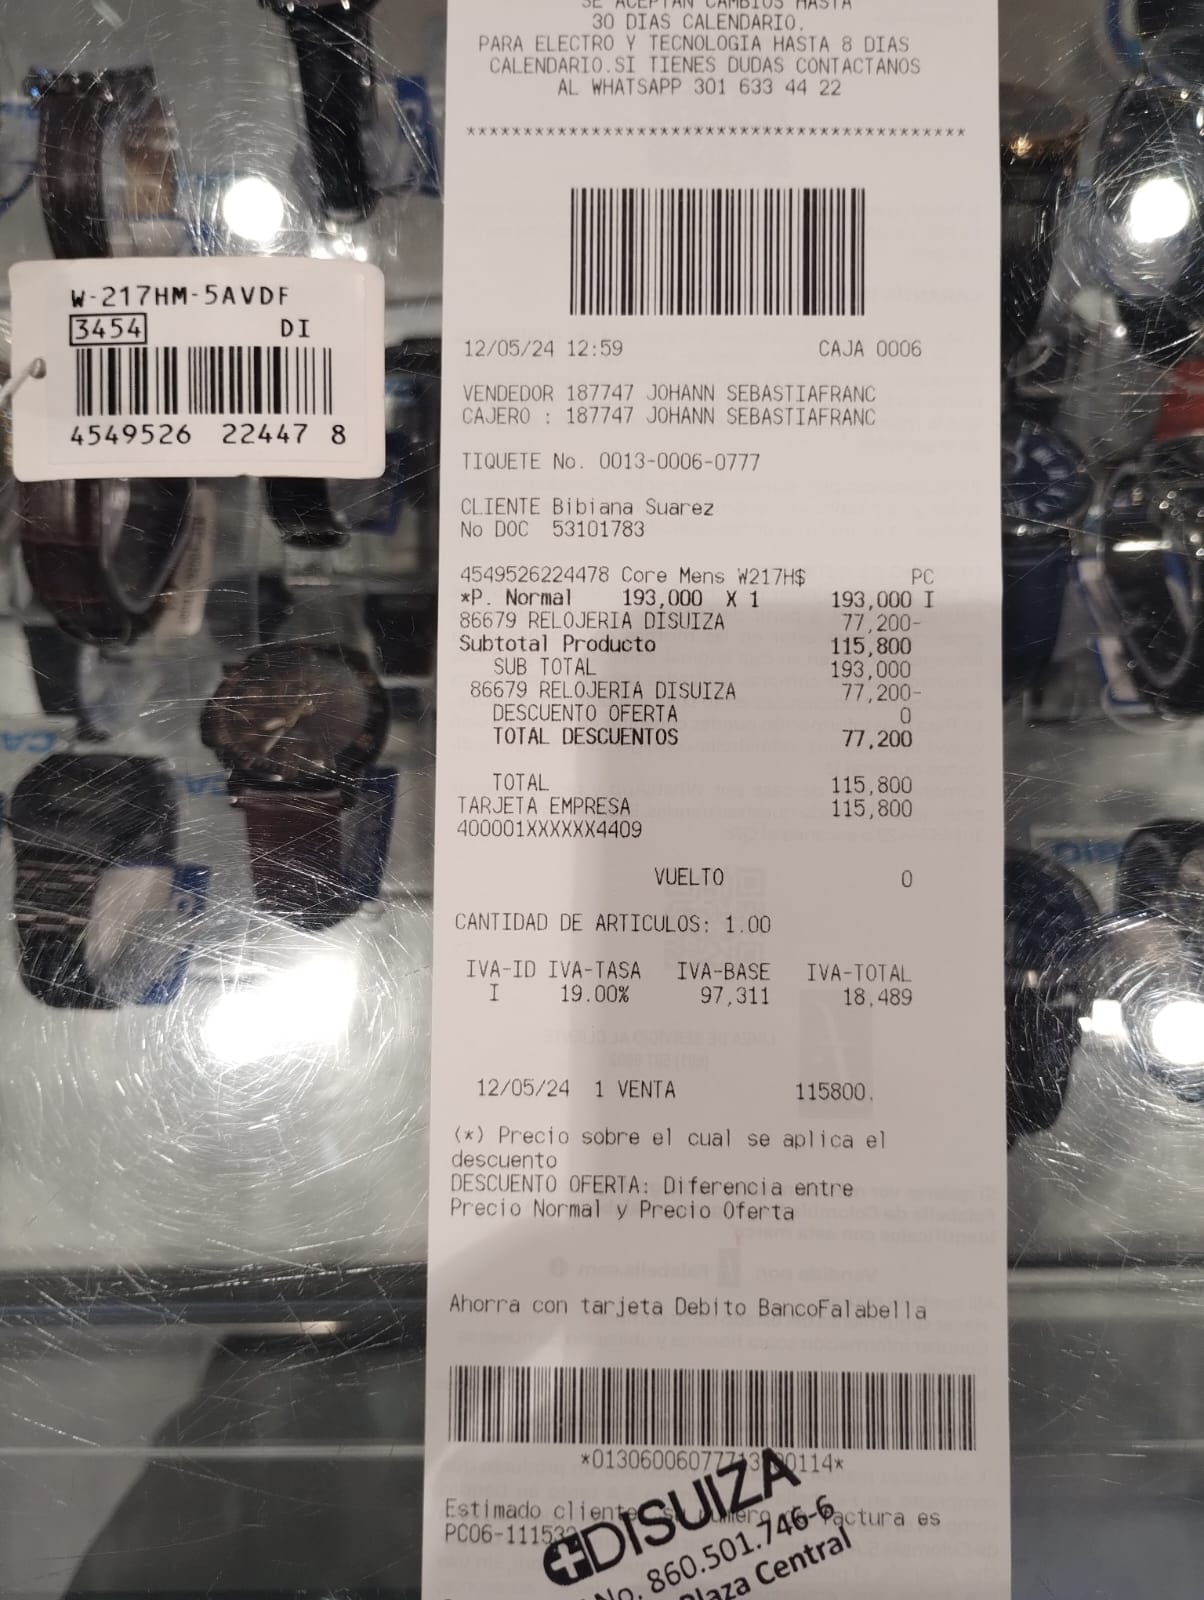 SE ACEPTAN CAMBIOS HASTA
30 DIAS CALENDARIO.
PARA ELECTRO Y TECNOLOGIA HASTA 8 DIAS
CALENDARIO.SI TIENES DUDAS CONTACTANOS
AL WHATSAPP 301 633 44 22
*******************************************
W-217HM-5AVDF
3454 DI
4549526 22447 8
12/05/24 12:59 CAJA 0006
VENDEDOR 187747 JOHANN SEBASTIAFRANC
CAJERO : 187747 JOHANN SEBASTIAFRANC
TIQUETE No. 0013-0006-0777
CLIENTE Bibiana Suarez
No DOC 53101783
4549526224478 Core Mens W217H$ PC
*P. Normal 193,000 X 1 193,000 I
86679 RELOJERIA DISUIZA 77,200-
Subtotal Producto 115,800
SUB TOTAL 193,000
86679 RELOJERIA DISUIZA 77,200-
DESCUENTO OFERTA 0
TOTAL DESCUENTOS 77,200
TOTAL 115,800
TARJETA EMPRESA 115,800
400001XXXXXX4409
VUELTO 0
CANTIDAD DE ARTICULOS: 1.00
IVA-ID IVA-TASA IVA-BASE IVA-TOTAL
I 19.00% 97,311 18,489
12/05/24 1 VENTA 115800.
(*) Precio sobre el cual se aplica el
descuento
DESCUENTO OFERTA: Diferencia entre
Precio Normal y Precio Oferta
Ahorra con tarjeta Debito BancoFalabella
Estimado cliente su numero de factura es
DISUIZA
No. 860.501.746-6
Plaza Central